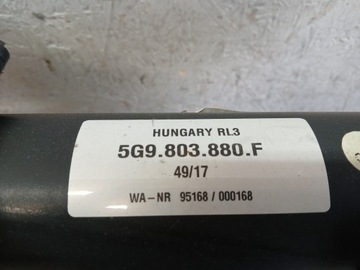 HUNGARY RL3
5G9.803.880.F
49/17
WA-NR 95168 / 000168